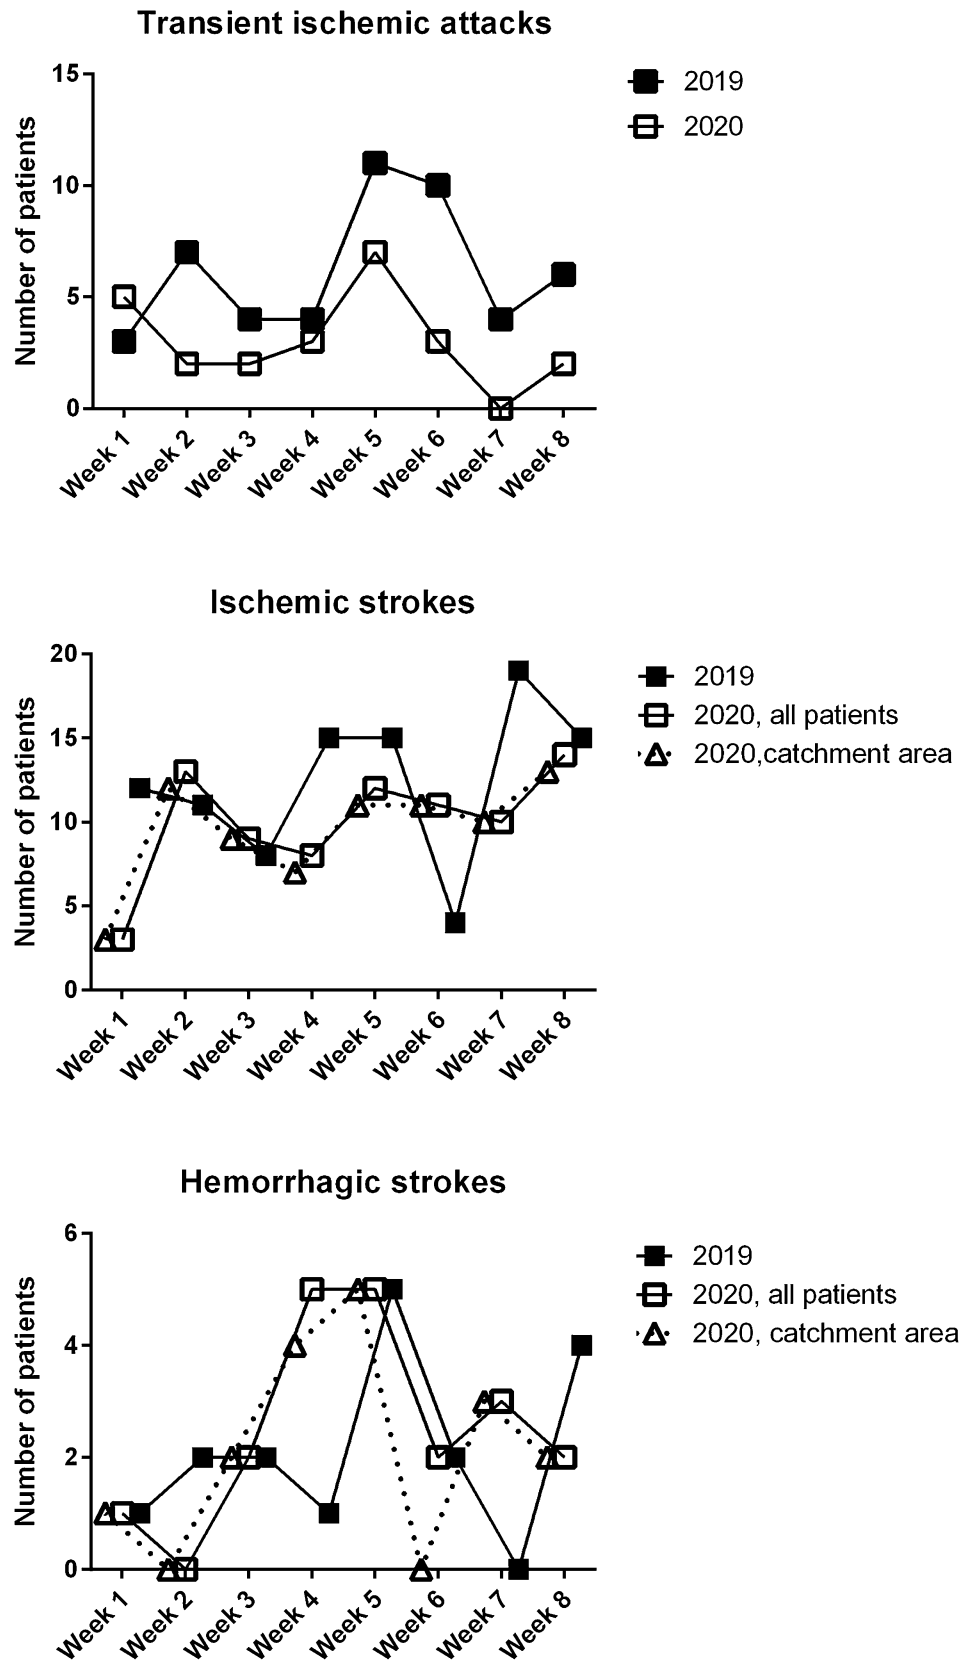 Transient ischemic attacks
15
10
5
0
Number of patients
Week 1
Week 2
Week 3
Week 4
Week 5
Week 6
Week 7
Week 8
2019
2020
Ischemic strokes
20
15
10
5
0
Number of patients
Week 1
Week 2
Week 3
Week 4
Week 5
Week 6
Week 7
Week 8
2019
2020, all patients
2020,catchment area
Hemorrhagic strokes
6
4
2
0
Number of patients
Week 1
Week 2
Week 3
Week 4
Week 5
Week 6
Week 7
Week 8
2019
2020, all patients
2020, catchment area